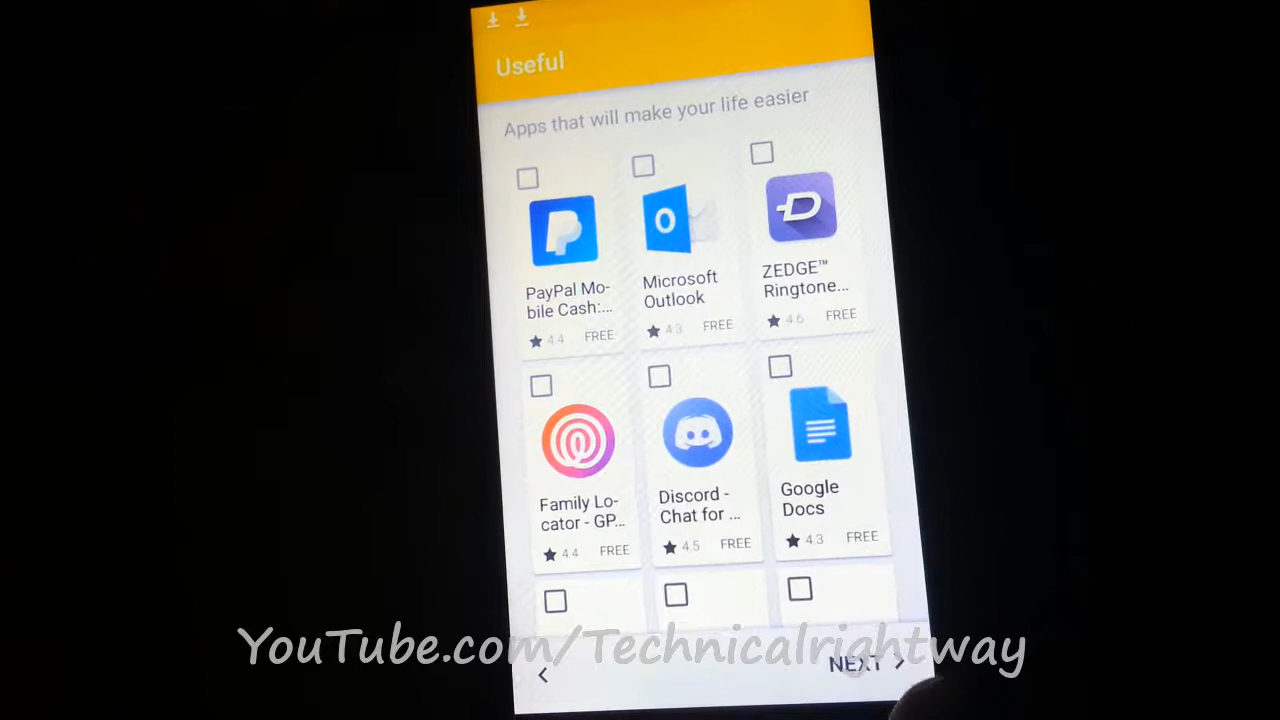 Useful
Apps that will make your life easier
PayPal Mo-
bile Cash:...
4.4 FREE
Microsoft
Outlook
4.3 FREE
ZEDGE™
Ringtone...
4.6 FREE
Family Lo-
cator - GP...
4.4 FREE
Discord -
Chat for ...
4.5 FREE
Google
Docs
4.3 FREE
YouTube.com/Technicalrightway
NEXT